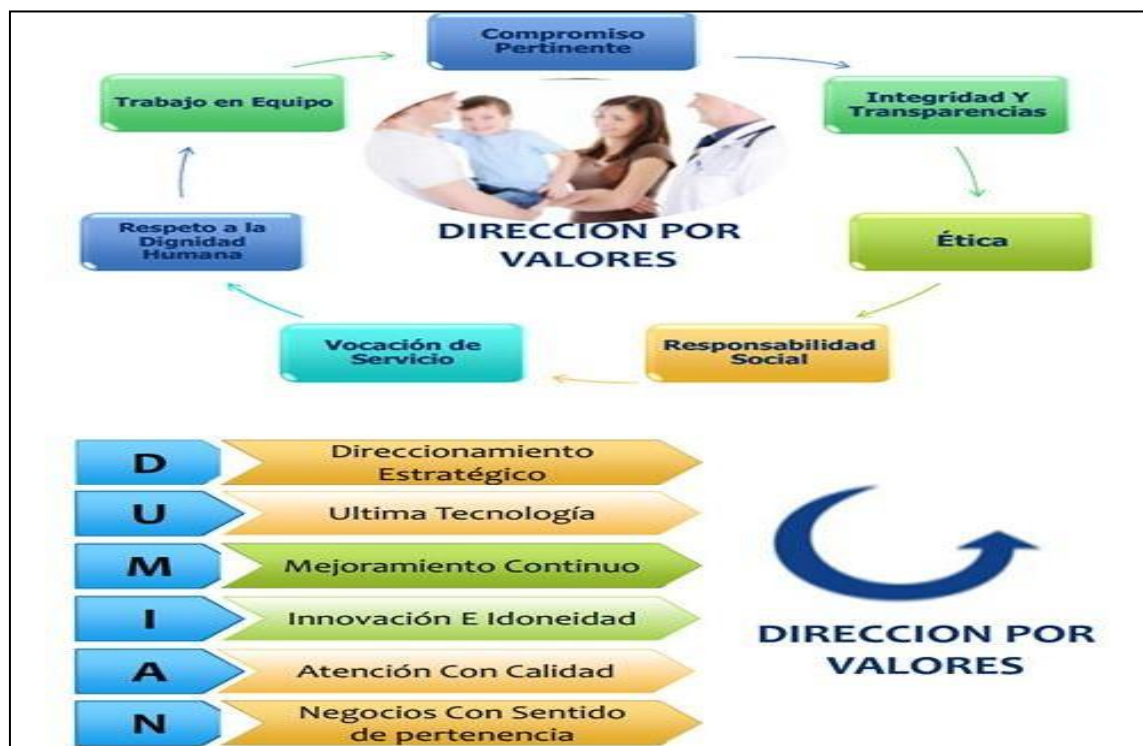 Compromiso
Pertinente
Trabajo en Equipo
Integridad Y
Transparencias
Respeto a la
Dignidad
Humana
DIRECCION POR
VALORES
Ética
Vocación de
Servicio
Responsabilidad
Social
D
Direccionamiento
Estratégico
U
Ultima Tecnología
M
Mejoramiento Continuo
I
Innovación E Idoneidad
A
Atención Con Calidad
N
Negocios Con Sentido
de pertenencia
DIRECCION POR
VALORES